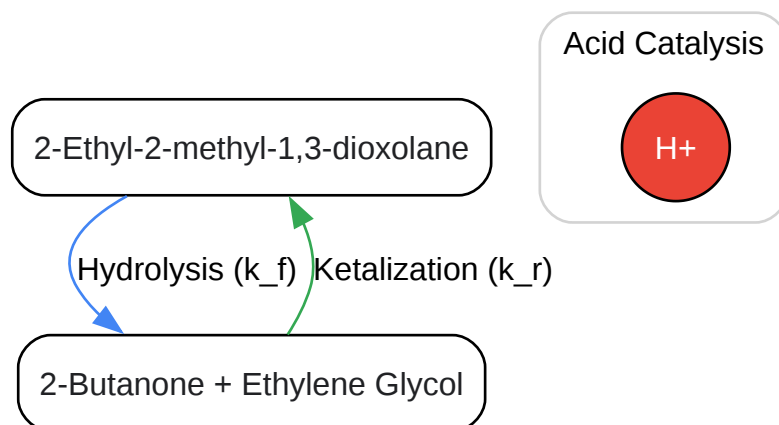 Acid Catalysis
H+
2-Ethyl-2-methyl-1,3-dioxolane
Hydrolysis (k_f)
Ketalization (k_r)
2-Butanone + Ethylene Glycol